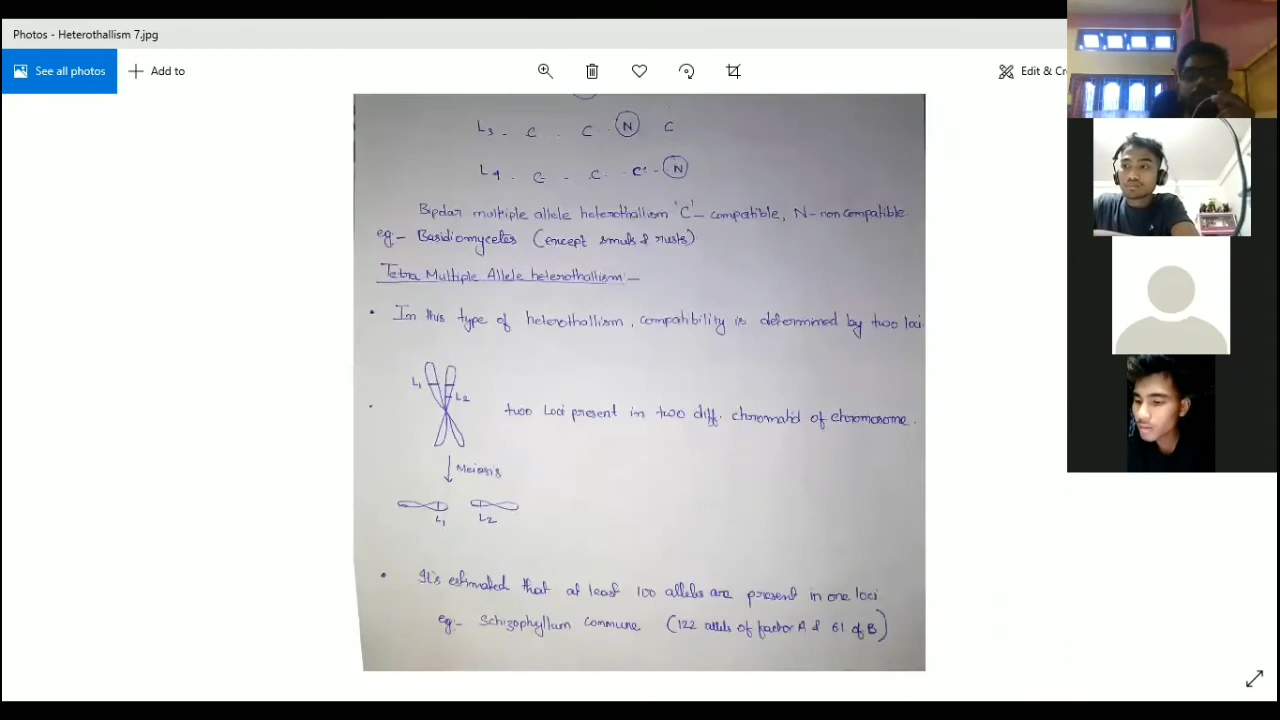 Photos - Heterothallism 7.jpg
See all photos
Add to
Edit & Cr
L3 - C . C N C
L4 . C - C . C - N
Bipolar multiple allele heterothallism 'C' - compatible, N - non compatible.
eg:- Basidiomyceles (encept smuts & rusts)
Tetra Multiple Allele heterothallism -
• In this type of heterothallism, compatibility is determined by two loci.
L1
L2
two Loci present in two diff. chromatid of chromosome.
Meiosis
L1 L2
• It's estimated that at least 100 alleles are present in one loci
eg:- Schizophyllum commune (122 allels of factor A & 61 of B)